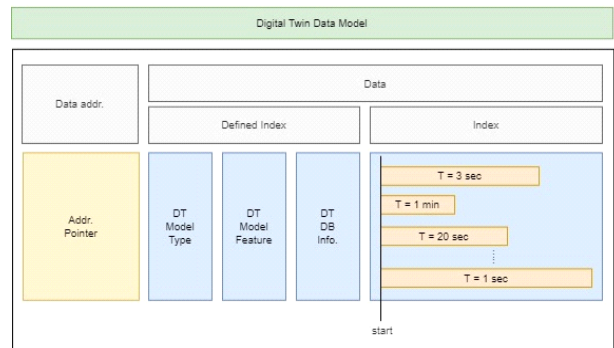 Digital Twin Data Model
Data addr.
Data
Defined Index
Index
Addr.
Pointer
DT
Model
Type
DT
Model
Feature
DT
DB
Info.
T = 3 sec
T = 1 min
T = 20 sec
T = 1 sec
start